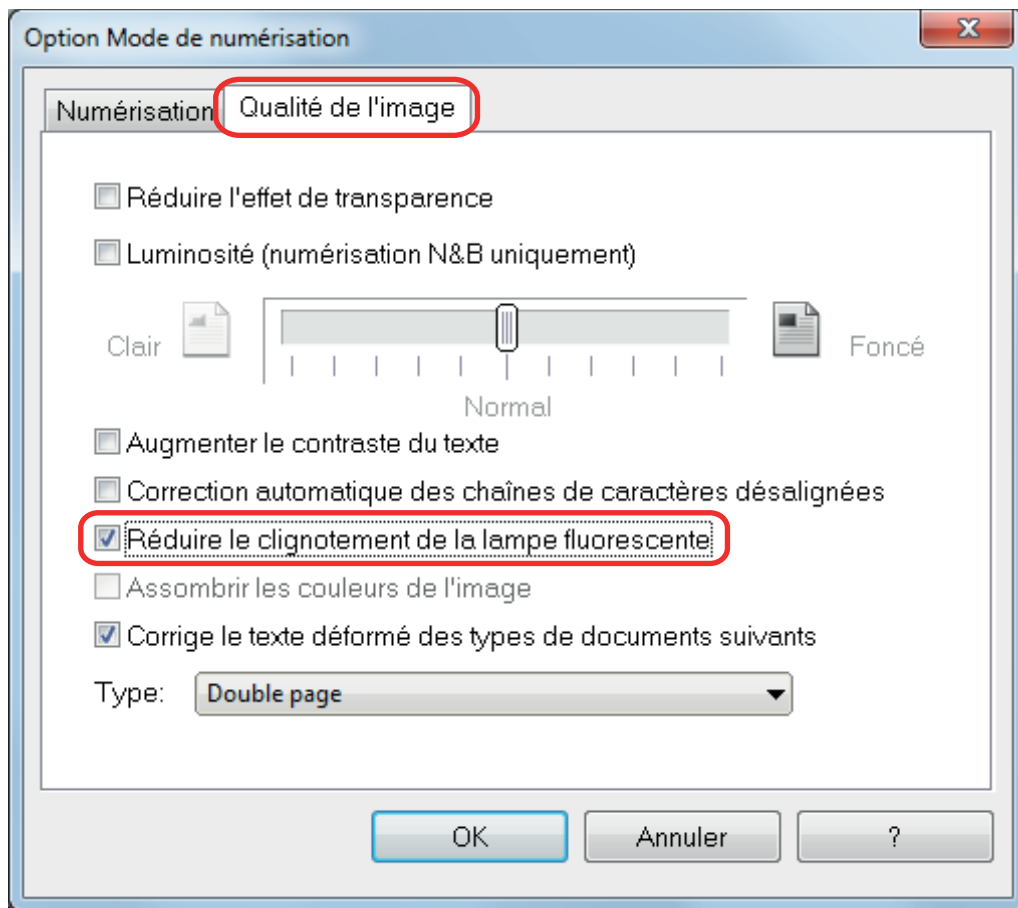 Option Mode de numérisation
Numérisation Qualité de l'image
Réduire l'effet de transparence
Luminosité (numérisation N&B uniquement)
Clair Foncé
Normal
Augmenter le contraste du texte
Correction automatique des chaînes de caractères désalignées
Réduire le clignotement de la lampe fluorescente
Assombrir les couleurs de l'image
Corrige le texte déformé des types de documents suivants
Type: Double page
OK Annuler ?